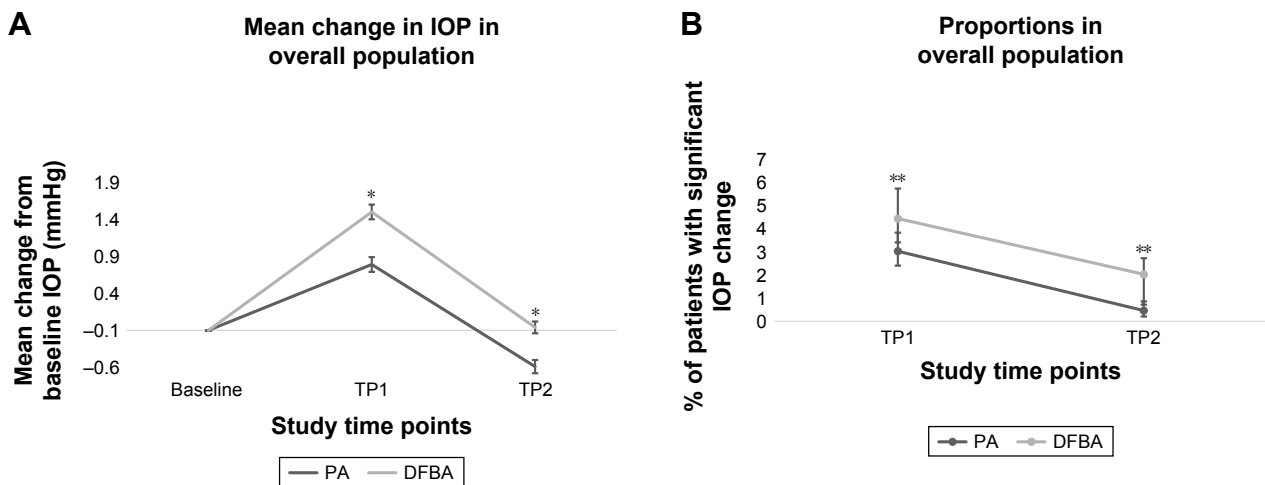 A
Mean change in IOP in
overall population
Mean change from
baseline IOP (mmHg)
1.9
1.4
0.9
0.4
–0.1
–0.6
*
*
Baseline
TP1
TP2
Study time points
PA
DFBA
B
Proportions in
overall population
% of patients with significant
IOP change
7
6
5
4
3
2
1
0
**
**
TP1
TP2
Study time points
PA
DFBA